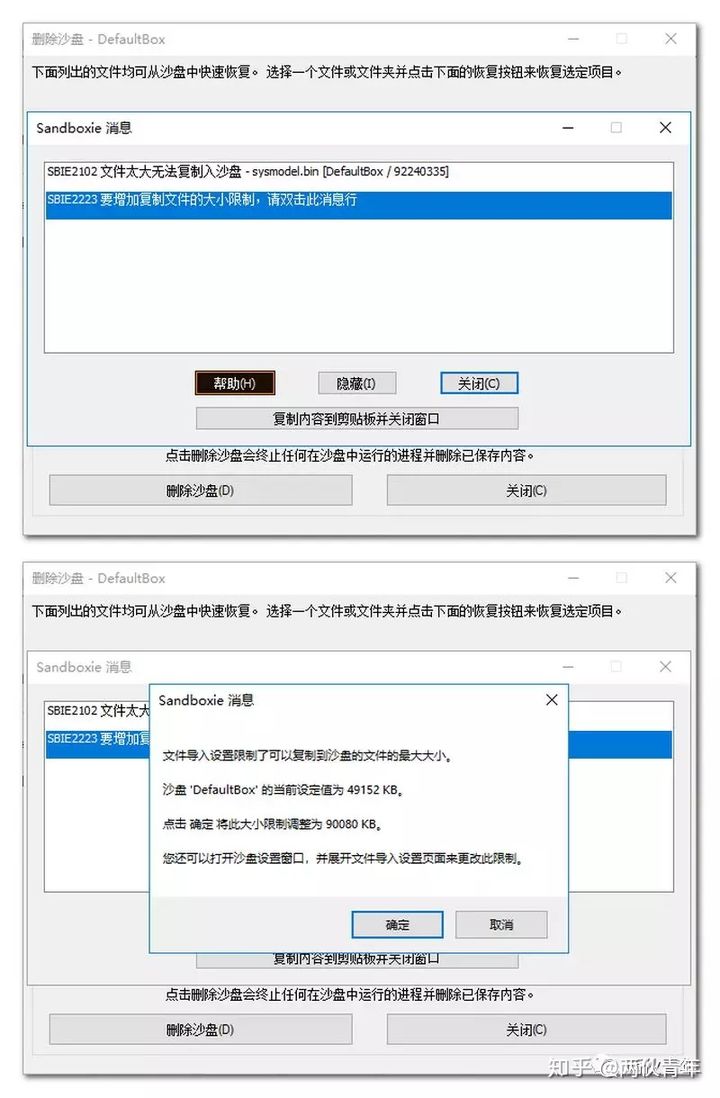 删除沙盘 - DefaultBox
下面列出的文件均可从沙盘中快速恢复。 选择一个文件或文件夹并点击下面的恢复按钮来恢复选定项目。
Sandboxie 消息
SBIE2102 文件太大无法复制入沙盘 - sysmodel.bin [DefaultBox / 92240335]
SBIE2223 要增加复制文件的大小限制，请双击此消息行
帮助(H)
隐藏(I)
关闭(C)
复制内容到剪贴板并关闭窗口
点击删除沙盘会终止任何在沙盘中运行的进程并删除已保存内容。
删除沙盘(D)
关闭(C)
删除沙盘 - DefaultBox
下面列出的文件均可从沙盘中快速恢复。 选择一个文件或文件夹并点击下面的恢复按钮来恢复选定项目。
Sandboxie 消息
SBIE2102 文件太大
SBIE2223 要增加复
Sandboxie 消息
文件导入设置限制了可以复制到沙盘的文件的最大大小。
沙盘 'DefaultBox' 的当前设定值为 49152 KB。
点击 确定 将此大小限制调整为 90080 KB。
您还可以打开沙盘设置窗口，并展开文件导入设置页面来更改此限制。
确定
取消
复制内容到剪贴板并关闭窗口
点击删除沙盘会终止任何在沙盘中运行的进程并删除已保存内容。
删除沙盘(D)
关闭(C)
知乎 @两伙青年